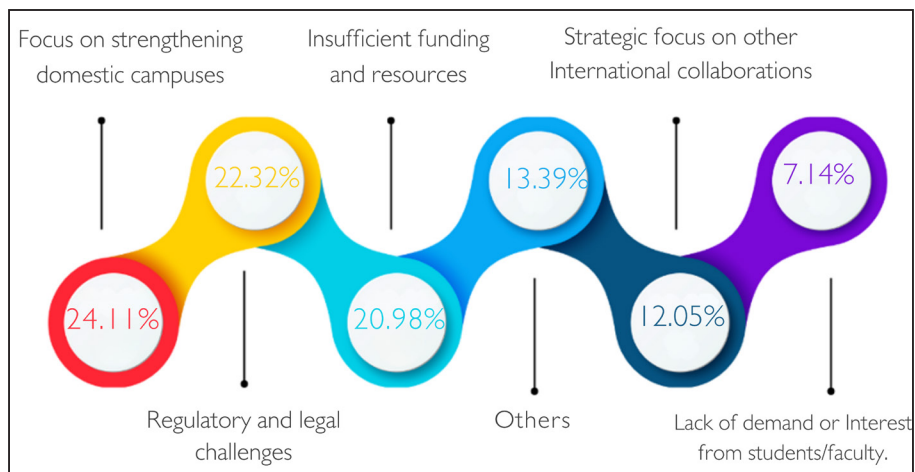 Focus on strengthening
domestic campuses
Insufficient funding
and resources
Strategic focus on other
International collaborations
22.32%
13.39%
7.14%
24.11%
20.98%
12.05%
Regulatory and legal
challenges
Others
Lack of demand or Interest
from students/faculty.